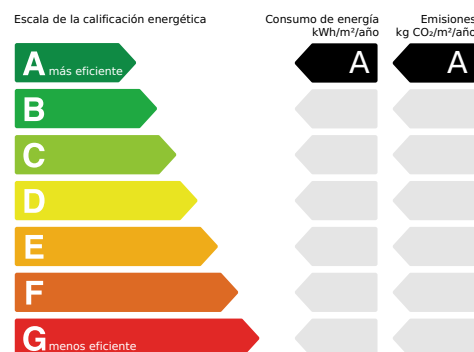 Escala de la calificación energética
Consumo de energía
kWh/m²/año
Emisiones
kg CO₂/m²/año
A más eficiente
A
A
B
C
D
E
F
G menos eficiente